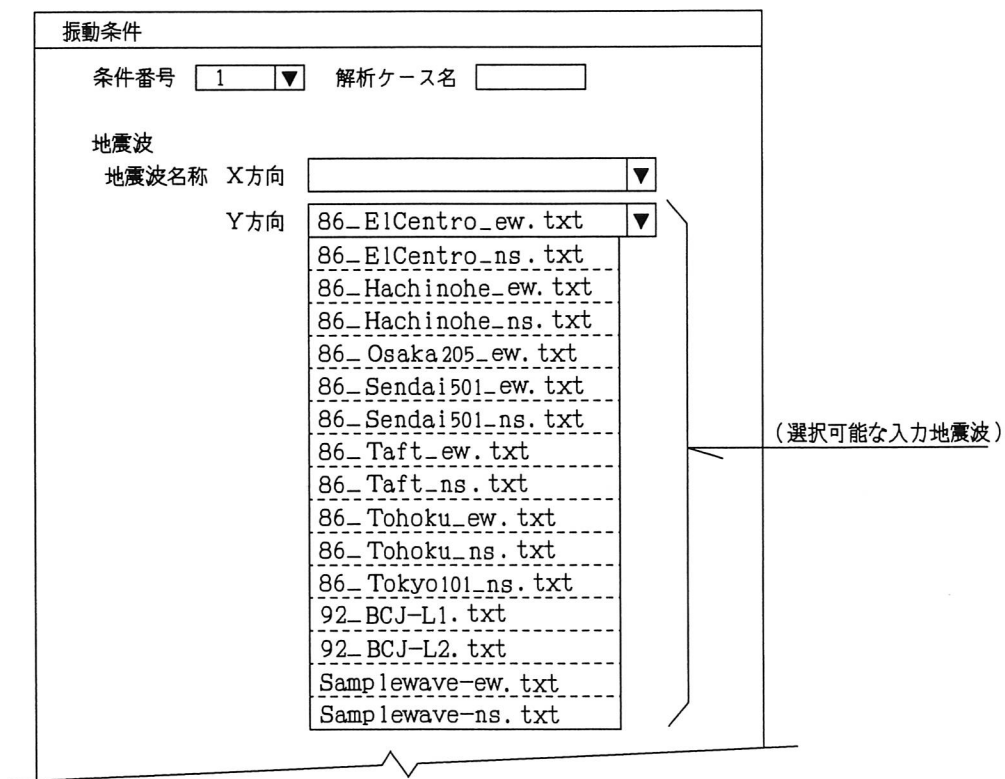 振動条件
条件番号 1 ▼ 解析ケース名
地震波
地震波名称 X方向 ▼
Y方向 86_ElCentro_ew.txt ▼
86_ElCentro_ns.txt
86_Hachinohe_ew.txt
86_Hachinohe_ns.txt
86_Osaka205_ew.txt
86_Sendai501_ew.txt
86_Sendai501_ns.txt
(選択可能な入力地震波)
86_Taft_ew.txt
86_Taft_ns.txt
86_Tohoku_ew.txt
86_Tohoku_ns.txt
86_Tokyo101_ns.txt
92_BCJ-L1.txt
92_BCJ-L2.txt
Samplewave-ew.txt
Samplewave-ns.txt